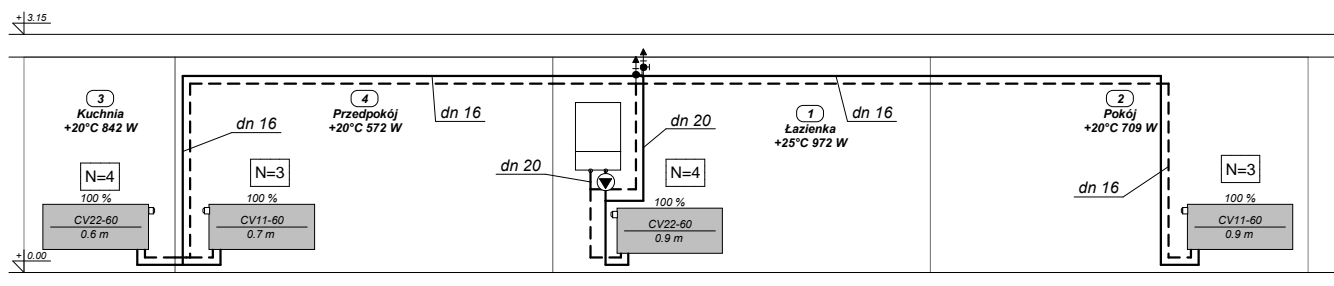 + 3.15
3
Kuchnia
+20°C 842 W
dn 16
4
Przedpokój
+20°C 572 W
dn 16
dn 20
dn 20
1
Łazienka
+25°C 972 W
dn 16
2
Pokój
+20°C 709 W
dn 16
N=4
100 %
CV22-60
0.6 m
N=3
100 %
CV11-60
0.7 m
N=4
100 %
CV22-60
0.9 m
N=3
100 %
CV11-60
0.9 m
+ 0.00